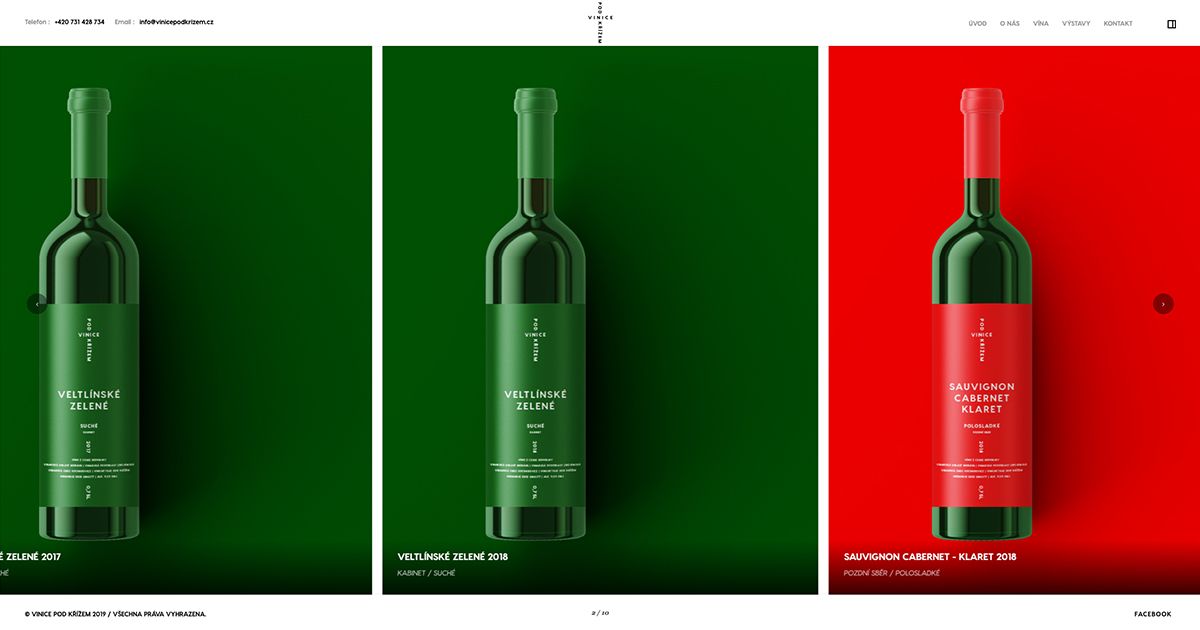 Telefon : +420 731 428 734 Email : info@vinicepodkrizem.cz
POD
VINICE
KŘÍŽEM
ÚVOD O NÁS VÍNA VÝSTAVY KONTAKT
POD
VINICE
KŘÍŽEM
VELTLÍNSKÉ
ZELENÉ
SUCHÉ
2017
0,75L
É ZELENÉ 2017
HÉ
POD
VINICE
KŘÍŽEM
VELTLÍNSKÉ
ZELENÉ
SUCHÉ
2018
0,75L
VELTLÍNSKÉ ZELENÉ 2018
KABINET / SUCHÉ
POD
VINICE
KŘÍŽEM
SAUVIGNON
CABERNET
KLARET
POLOSLADKÉ
2018
0,75L
SAUVIGNON CABERNET - KLARET 2018
POZDNÍ SBĚR / POLOSLADKÉ
© VINICE POD KŘÍŽEM 2019 / VŠECHNA PRÁVA VYHRAZENA.
2 / 10
FACEBOOK